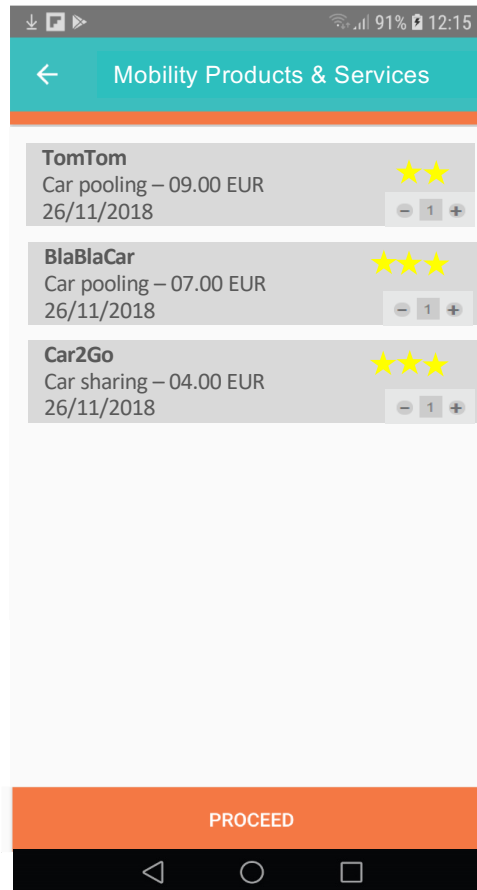 91% 12:15
Mobility Products & Services
TomTom
Car pooling – 09.00 EUR
26/11/2018
1
BlaBlaCar
Car pooling – 07.00 EUR
26/11/2018
1
Car2Go
Car sharing – 04.00 EUR
26/11/2018
1
PROCEED